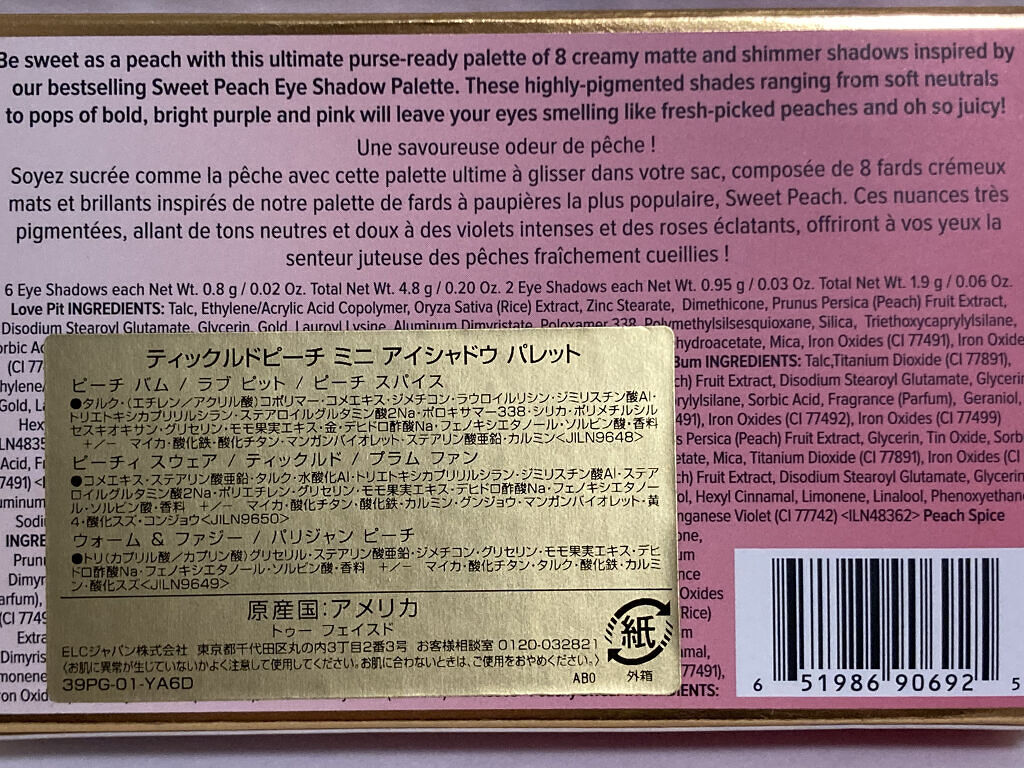 Be sweet as a peach with this ultimate purse-ready palette of 8 creamy matte and shimmer shadows inspired by
our bestselling Sweet Peach Eye Shadow Palette. These highly-pigmented shades ranging from soft neutrals
to pops of bold, bright purple and pink will leave your eyes smelling like fresh-picked peaches and oh so juicy!
Une savoureuse odeur de pêche !
Soyez sucrée comme la pêche avec cette palette ultime à glisser dans votre sac, composée de 8 fards crémeux
mats et brillants inspirés de notre palette de fards à paupières la plus populaire, Sweet Peach. Ces nuances très
pigmentées, allant de tons neutres et doux à des violets intenses et des roses éclatants, offriront à vos yeux la
senteur juteuse des pêches fraîchement cueillies !
6 Eye Shadows each Net Wt. 0.8 g / 0.02 Oz. Total Net Wt. 4.8 g / 0.20 Oz. 2 Eye Shadows each Net Wt. 0.95 g / 0.03 Oz. Total Net Wt. 1.9 g / 0.06 Oz.
Love Pit INGREDIENTS: Talc, Ethylene/Acrylic Acid Copolymer, Oryza Sativa (Rice) Extract, Zinc Stearate, Dimethicone, Prunus Persica (Peach) Fruit Extract,
Disodium Stearoyl Glutamate, Glycerin, Gold, Lauroyl Lysine, Aluminum Dimyristate, Poloxamer 338, Polymethylsilsesquioxane, Silica, Triethoxycaprylylsilane,
hydroacetate, Mica, Iron Oxides (CI 77491), Iron Oxide
Bum INGREDIENTS: Talc,Titanium Dioxide (CI 77891),
ch) Fruit Extract, Disodium Stearoyl Glutamate, Glycerin
rylylsilane, Sorbic Acid, Fragrance (Parfum), Geraniol,
491), Iron Oxides (CI 77492), Iron Oxides (CI 77499)
s Persica (Peach) Fruit Extract, Glycerin, Tin Oxide, Sorb
etate, Mica, Titanium Dioxide (CI 77891), Iron Oxides (CI
xtract, Disodium Stearoyl Glutamate, Glycerin
ol, Hexyl Cinnamal, Limonene, Linalool, Phenoxyethan
nganese Violet (CI 77742) <ILN48362> Peach Spice
ティックルドピーチ ミニ アイシャドウ パレット
ピーチ バム / ラブ ピット / ピーチ スパイス
●タルク・(エチレン/アクリル酸)コポリマー・コメエキス・ジメチコン・ラウロイルリシン・ジミリスチン酸Al・
トリエトキシカプリリルシラン・ステアロイルグルタミン酸2Na・ポロキサマー338・シリカ・ポリメチルシル
セスキオキサン・グリセリン・モモ果実エキス・金・デヒドロ酢酸Na・フェノキシエタノール・ソルビン酸・香料
+/− マイカ・酸化鉄・酸化チタン・マンガンバイオレット・ステアリン酸亜鉛・カルミン<JILN9648>
ピーチィ スウェア / ティックルド / プラム ファン
●コメエキス・ステアリン酸亜鉛・タルク・水酸化Al・トリエトキシカプリリルシラン・ジミリスチン酸Al・ステア
ロイルグルタミン酸2Na・ポリエチレン・グリセリン・モモ果実エキス・デヒドロ酢酸Na・フェノキシエタノー
ル・ソルビン酸・香料 +/− マイカ・酸化チタン・酸化鉄・カルミン・グンジョウ・マンガンバイオレット・黄
4・酸化スズ・コンジョウ<JILN9650>
ウォーム & ファジー / パリジャン ピーチ
●トリ(カプリル酸/カプリン酸)グリセリル・ステアリン酸亜鉛・ジメチコン・グリセリン・モモ果実エキス・デヒ
ドロ酢酸Na・フェノキシエタノール・ソルビン酸・香料 +/− マイカ・酸化チタン・タルク・酸化鉄・カルミ
ン・酸化スズ<JILN9649>
原産国:アメリカ
トゥー フェイスド
ELCジャパン株式会社 東京都千代田区丸の内3丁目2番3号 お客様相談室 0120-032821
〈お肌に異常が生じていないかよく注意して使用してください。お肌に合わないときは、ご使用をおやめください。〉
39PG-01-YA6D
AB0
紙
外箱
6 51986 90692 5